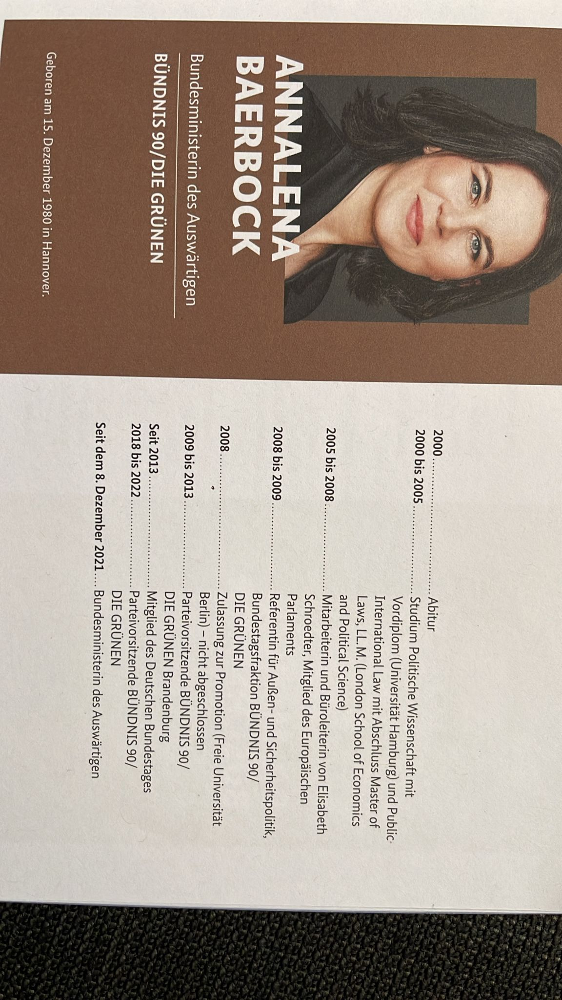 ANNALENA
BAERBOCK
Bundesministerin des Auswärtigen
BÜNDNIS 90/DIE GRÜNEN
Geboren am 15. Dezember 1980 in Hannover.
2000 Abitur
2000 bis 2005 Studium Politische Wissenschaft mit
Vordiplom (Universität Hamburg) und Public
International Law mit Abschluss Master of
Laws, LL.M. (London School of Economics
and Political Science)
2005 bis 2008 Mitarbeiterin und Büroleiterin von Elisabeth
Schroedter, Mitglied des Europäischen
Parlaments
2008 bis 2009 Referentin für Außen- und Sicherheitspolitik,
Bundestagsfraktion BÜNDNIS 90/
DIE GRÜNEN
2008 Zulassung zur Promotion (Freie Universität
Berlin) – nicht abgeschlossen
2009 bis 2013 Parteivorsitzende BÜNDNIS 90/
DIE GRÜNEN Brandenburg
Seit 2013 Mitglied des Deutschen Bundestages
2018 bis 2022 Parteivorsitzende BÜNDNIS 90/
DIE GRÜNEN
Seit dem 8. Dezember 2021 Bundesministerin des Auswärtigen